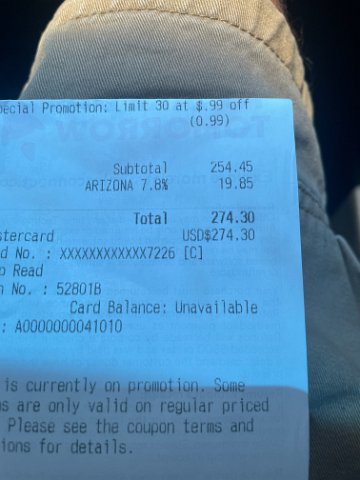 ecial Promotion: Limit 30 at $.99 off
(0.99)
Subtotal 254.45
ARIZONA 7.8% 19.85
Total 274.30
stercard USD$274.30
d No. : XXXXXXXXXXXX7226 [C]
p Read
n No. : 52801B
Card Balance: Unavailable
: A0000000041010
is currently on promotion. Some
s are only valid on regular priced
Please see the coupon terms and
ions for details.